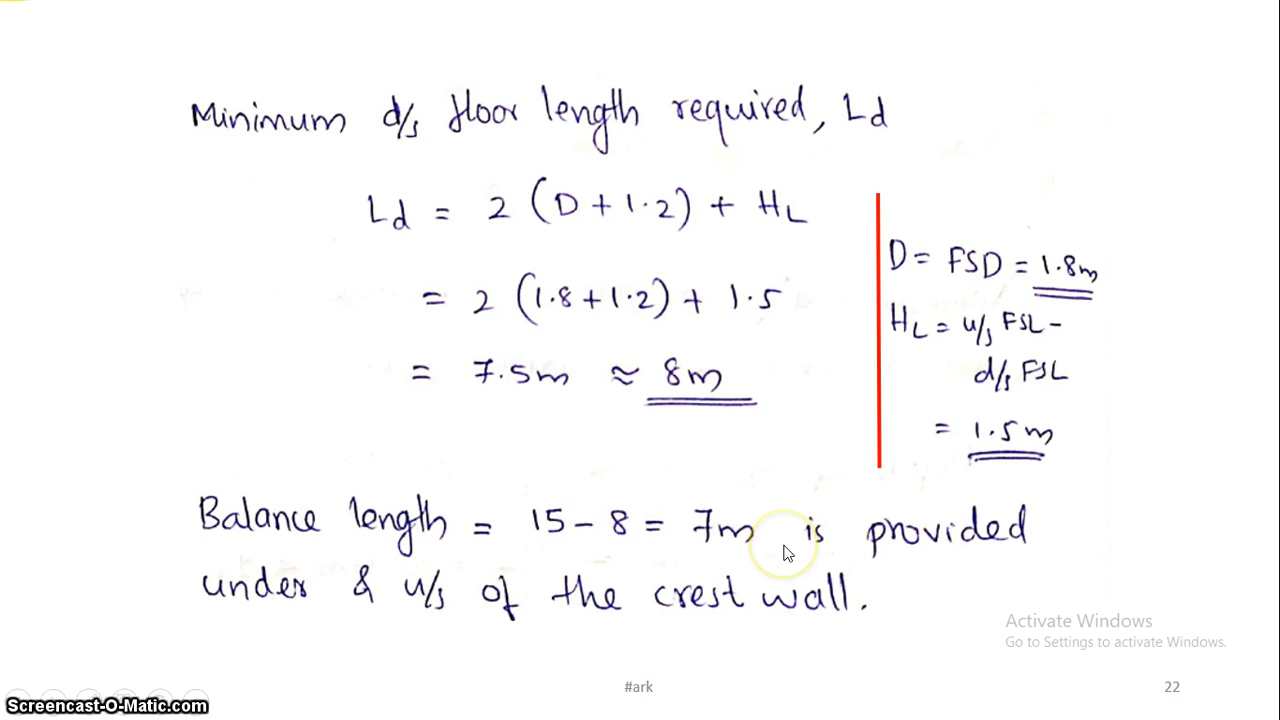 Minimum d/s floor length required, Ld
Ld = 2 (D + 1.2) + HL
= 2 (1.8 + 1.2) + 1.5
= 7.5m ≈ 8m
D = FSD = 1.8m
HL = u/s FSL -
d/s FSL
= 1.5m
Balance length = 15 - 8 = 7m is provided
under & u/s of the crest wall.
Activate Windows
Go to Settings to activate Windows.
#ark
22
Screencast-O-Matic.com